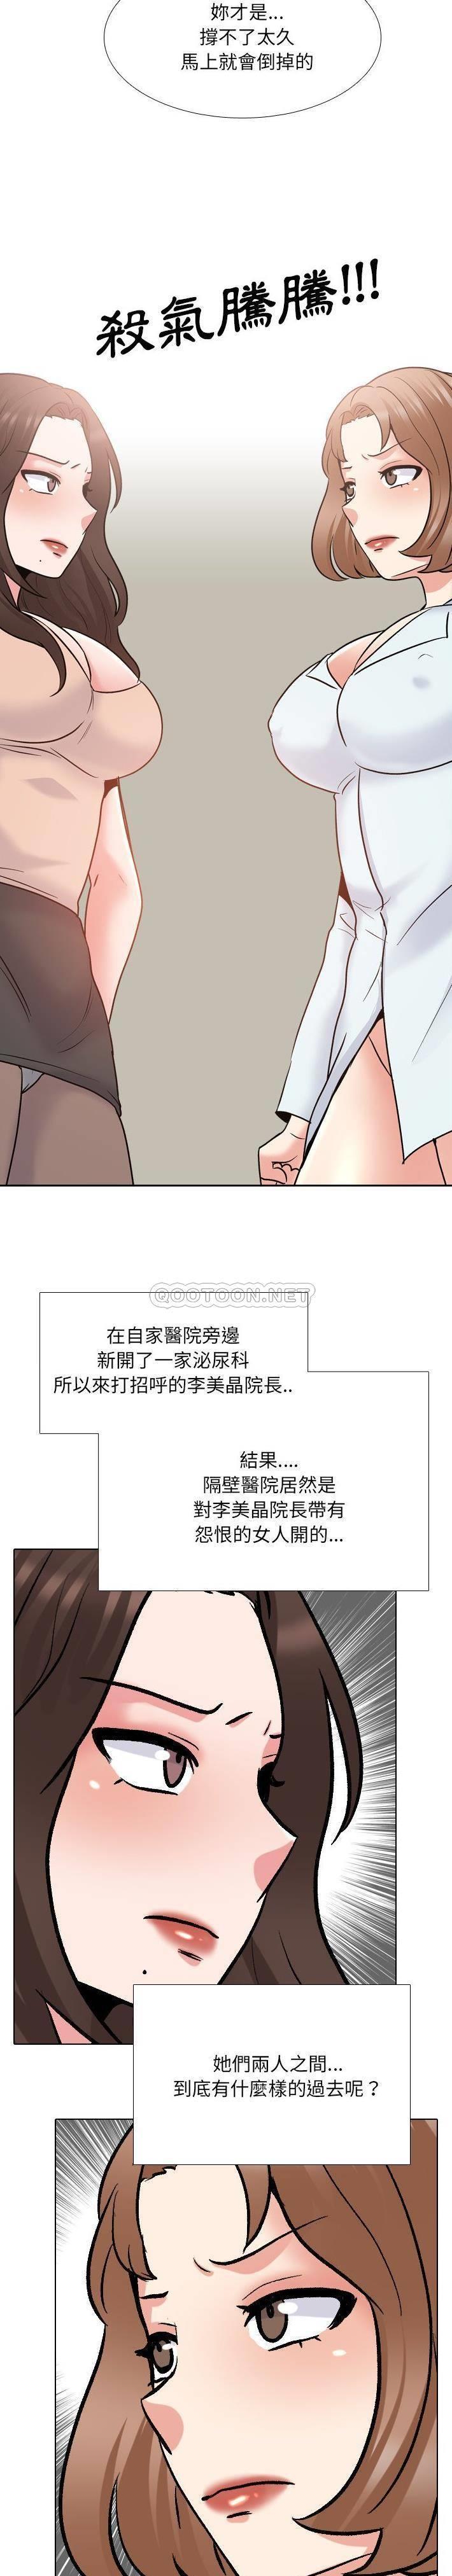 妳才是...
撐不了太久
馬上就會倒掉的
殺氣騰騰!!!
QOOTOON.NET
在自家醫院旁邊
新開了一家泌尿科
所以來打招呼的李美晶院長..
結果....
隔壁醫院居然是
對李美晶院長帶有
怨恨的女人開的...
她們兩人之間...
到底有什麼樣的過去呢？